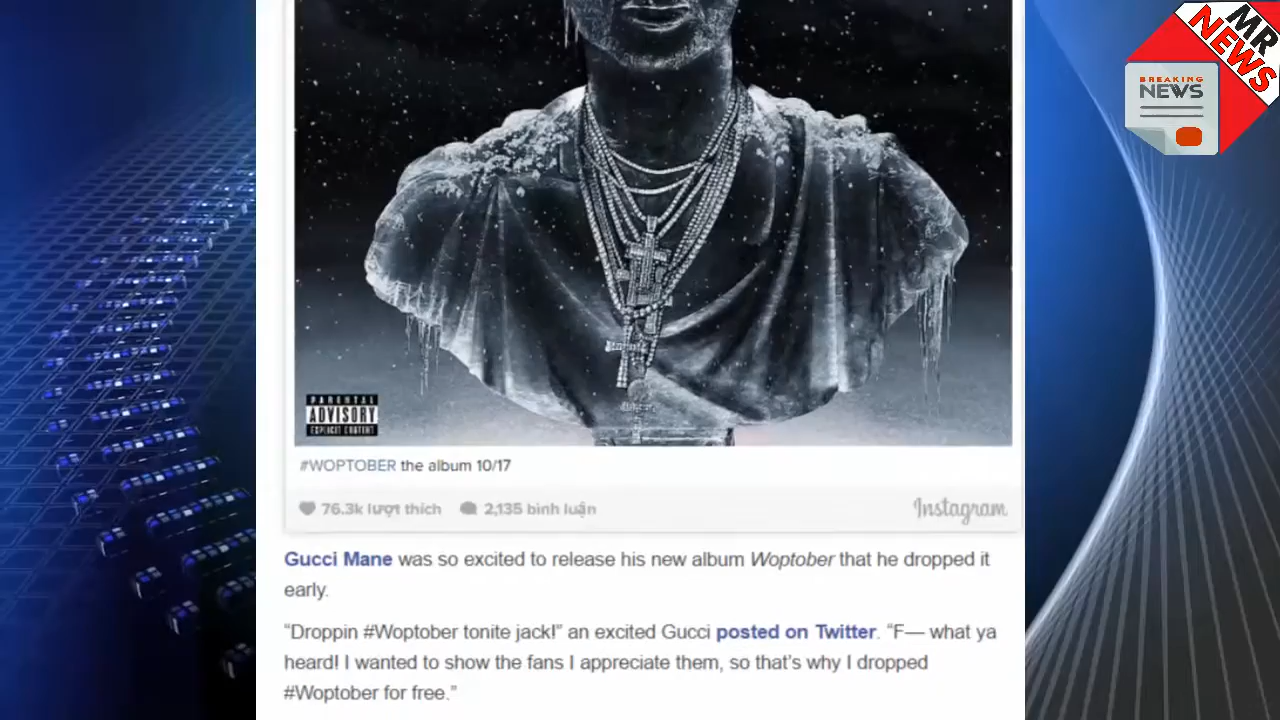 MR
NEWS
BREAKING
NEWS
PARENTAL
ADVISORY
EXPLICIT CONTENT
#WOPTOBER the album 10/17
76.3k lượt thích 2,135 bình luận Instagram
Gucci Mane was so excited to release his new album Woptober that he dropped it
early.
“Droppin #Woptober tonite jack!” an excited Gucci posted on Twitter. “F— what ya
heard! I wanted to show the fans I appreciate them, so that’s why I dropped
#Woptober for free.”